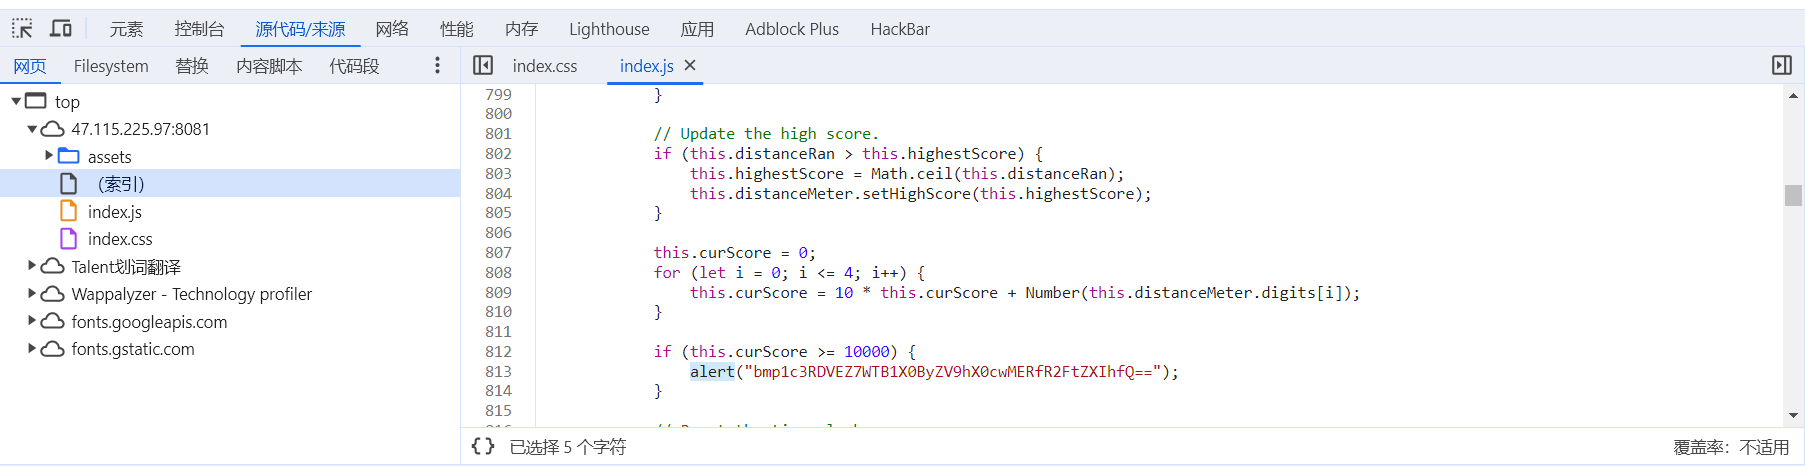 元素 控制台 源代码/来源 网络 性能 内存 Lighthouse 应用 Adblock Plus HackBar
网页 Filesystem 替换 内容脚本 代码段
index.css index.js
top
47.115.225.97:8081
assets
（索引）
index.js
index.css
Talent划词翻译
Wappalyzer - Technology profiler
fonts.googleapis.com
fonts.gstatic.com
799 }
800
801 // Update the high score.
802 if (this.distanceRan > this.highestScore) {
803 this.highestScore = Math.ceil(this.distanceRan);
804 this.distanceMeter.setHighScore(this.highestScore);
805 }
806
807 this.curScore = 0;
808 for (let i = 0; i <= 4; i++) {
809 this.curScore = 10 * this.curScore + Number(this.distanceMeter.digits[i]);
810 }
811
812 if (this.curScore >= 10000) {
813 alert("bmp1c3RDVEZ7WTB1X0ByZV9hX0cwMERfR2FtZXIhfQ==");
814 }
815
{} 已选择 5 个字符
覆盖率：不适用